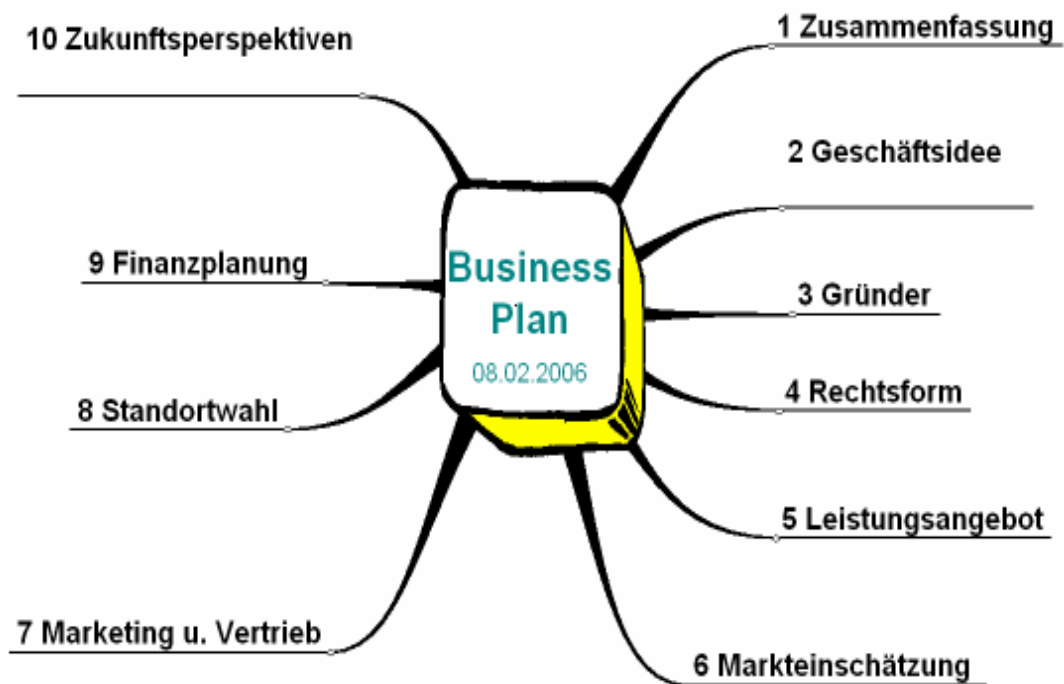 Business
Plan
08.02.2006
1 Zusammenfassung
2 Geschäftsidee
3 Gründer
4 Rechtsform
5 Leistungsangebot
6 Markteinschätzung
7 Marketing u. Vertrieb
8 Standortwahl
9 Finanzplanung
10 Zukunftsperspektiven